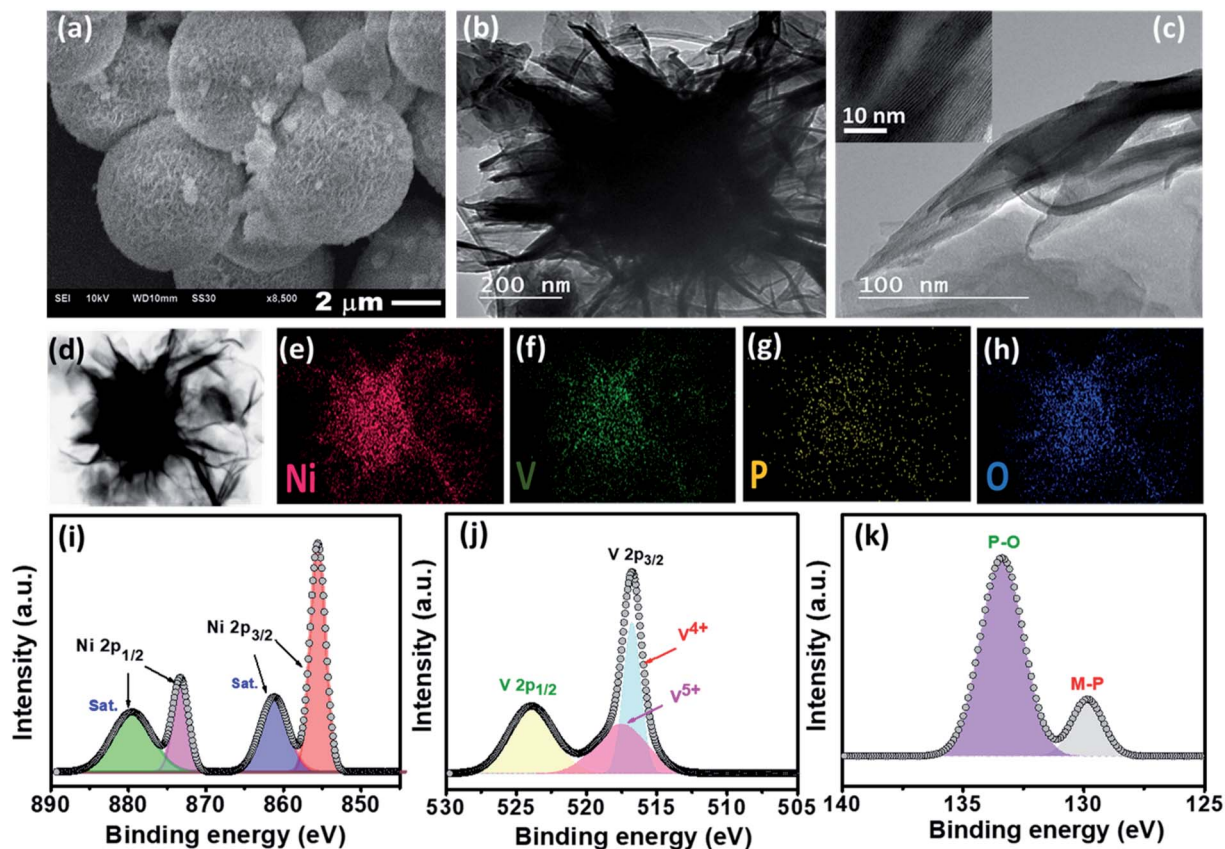 (a)
SEI 10kV WD10mm SS30 x8,500 2 μm
(b)
200 nm
(c)
10 nm
100 nm
(d)
(e)
Ni
(f)
V
(g)
P
(h)
O
(i)
Intensity (a.u.)
Ni 2p1/2
Sat.
Ni 2p3/2
Sat.
890 880 870 860 850
Binding energy (eV)
(j)
Intensity (a.u.)
V 2p3/2
V4+
V5+
V 2p1/2
530 525 520 515 510 505
Binding energy (eV)
(k)
Intensity (a.u.)
P-O
M-P
140 135 130 125
Binding energy (eV)